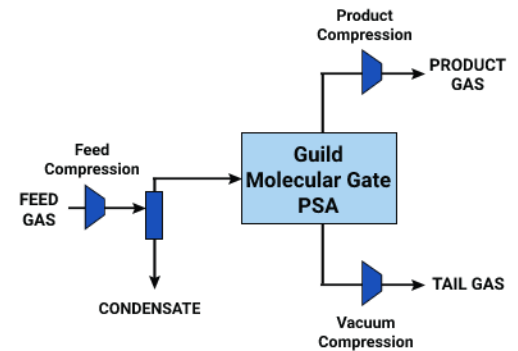 Product
Compression
PRODUCT
GAS
Guild
Molecular Gate
PSA
Feed
Compression
FEED
GAS
CONDENSATE
TAIL GAS
Vacuum
Compression